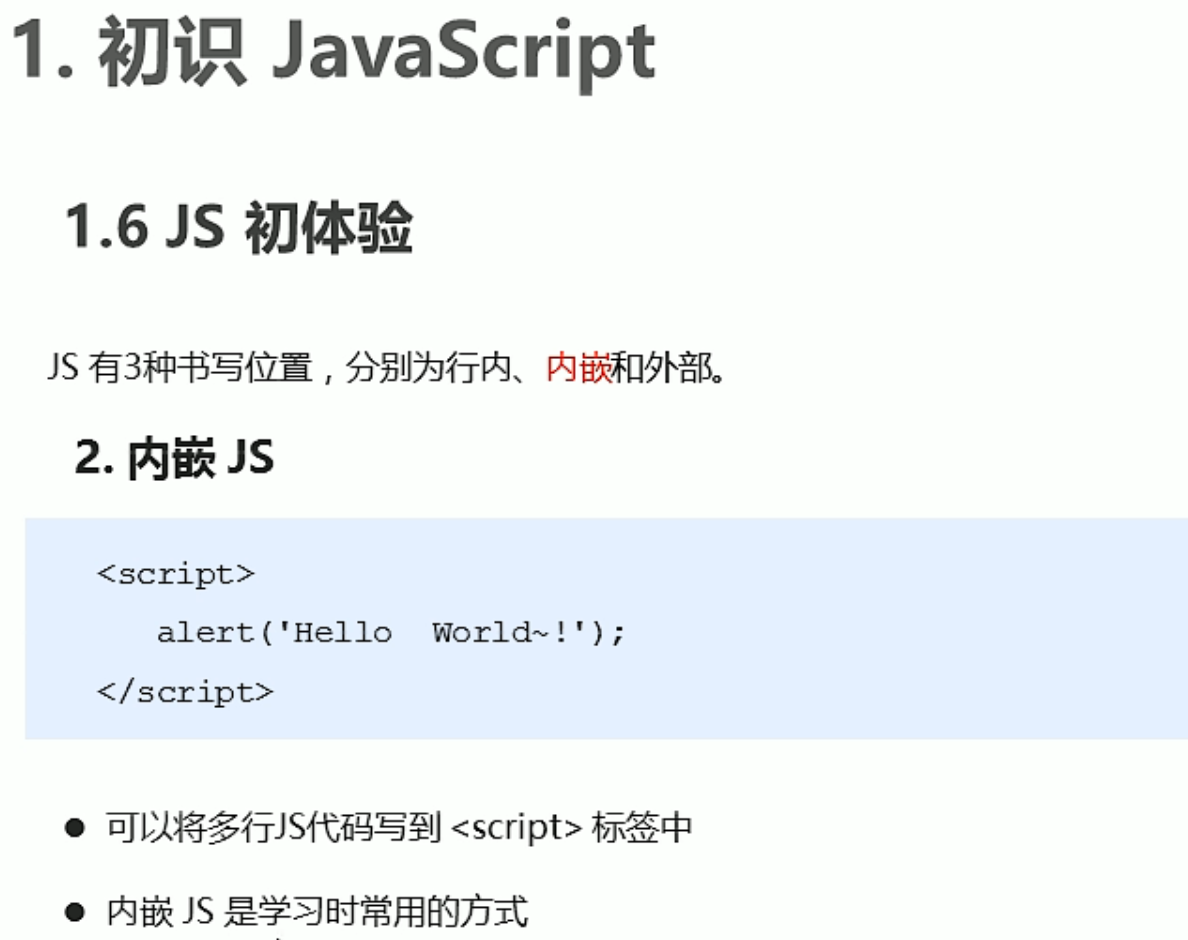 1. 初识 JavaScript
1.6 JS 初体验
JS 有3种书写位置，分别为行内、内嵌和外部。
2. 内嵌 JS
<script>
alert('Hello  World~!');
</script>
● 可以将多行JS代码写到 <script> 标签中
● 内嵌 JS 是学习时常用的方式